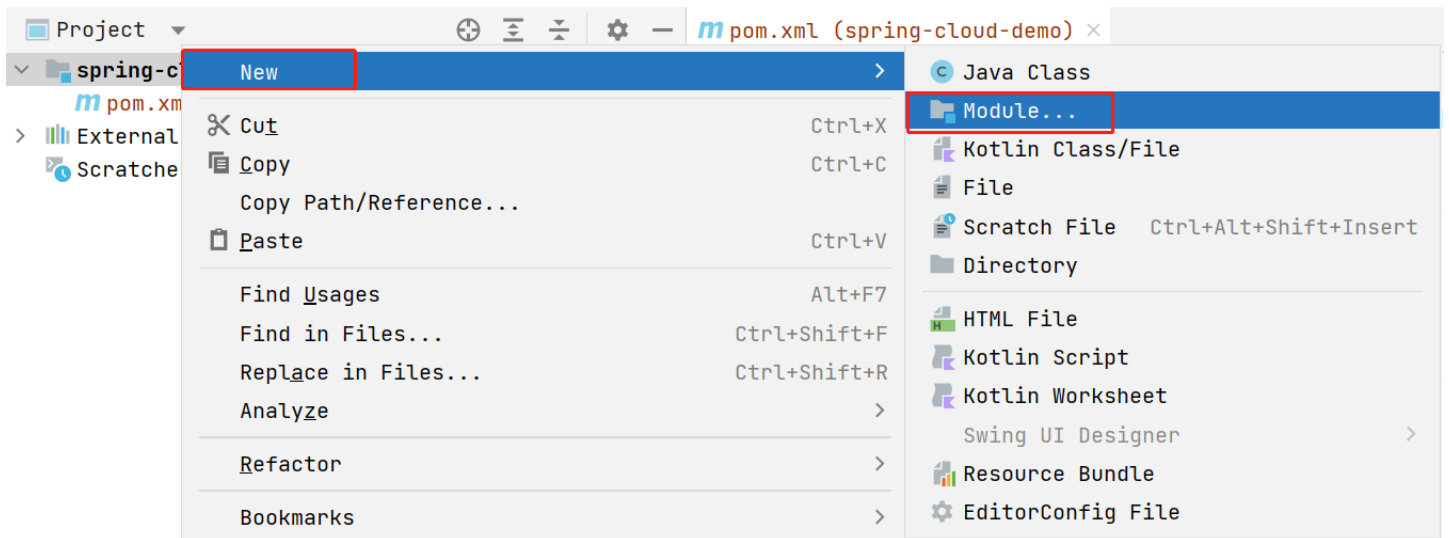 Project
m pom.xml (spring-cloud-demo)
spring-cl
m pom.xm
External
Scratche
New
Cut Ctrl+X
Copy Ctrl+C
Copy Path/Reference...
Paste Ctrl+V
Find Usages Alt+F7
Find in Files... Ctrl+Shift+F
Replace in Files... Ctrl+Shift+R
Analyze
Refactor
Bookmarks
C Java Class
Module...
Kotlin Class/File
File
Scratch File Ctrl+Alt+Shift+Insert
Directory
H HTML File
Kotlin Script
Kotlin Worksheet
Swing UI Designer
Resource Bundle
EditorConfig File